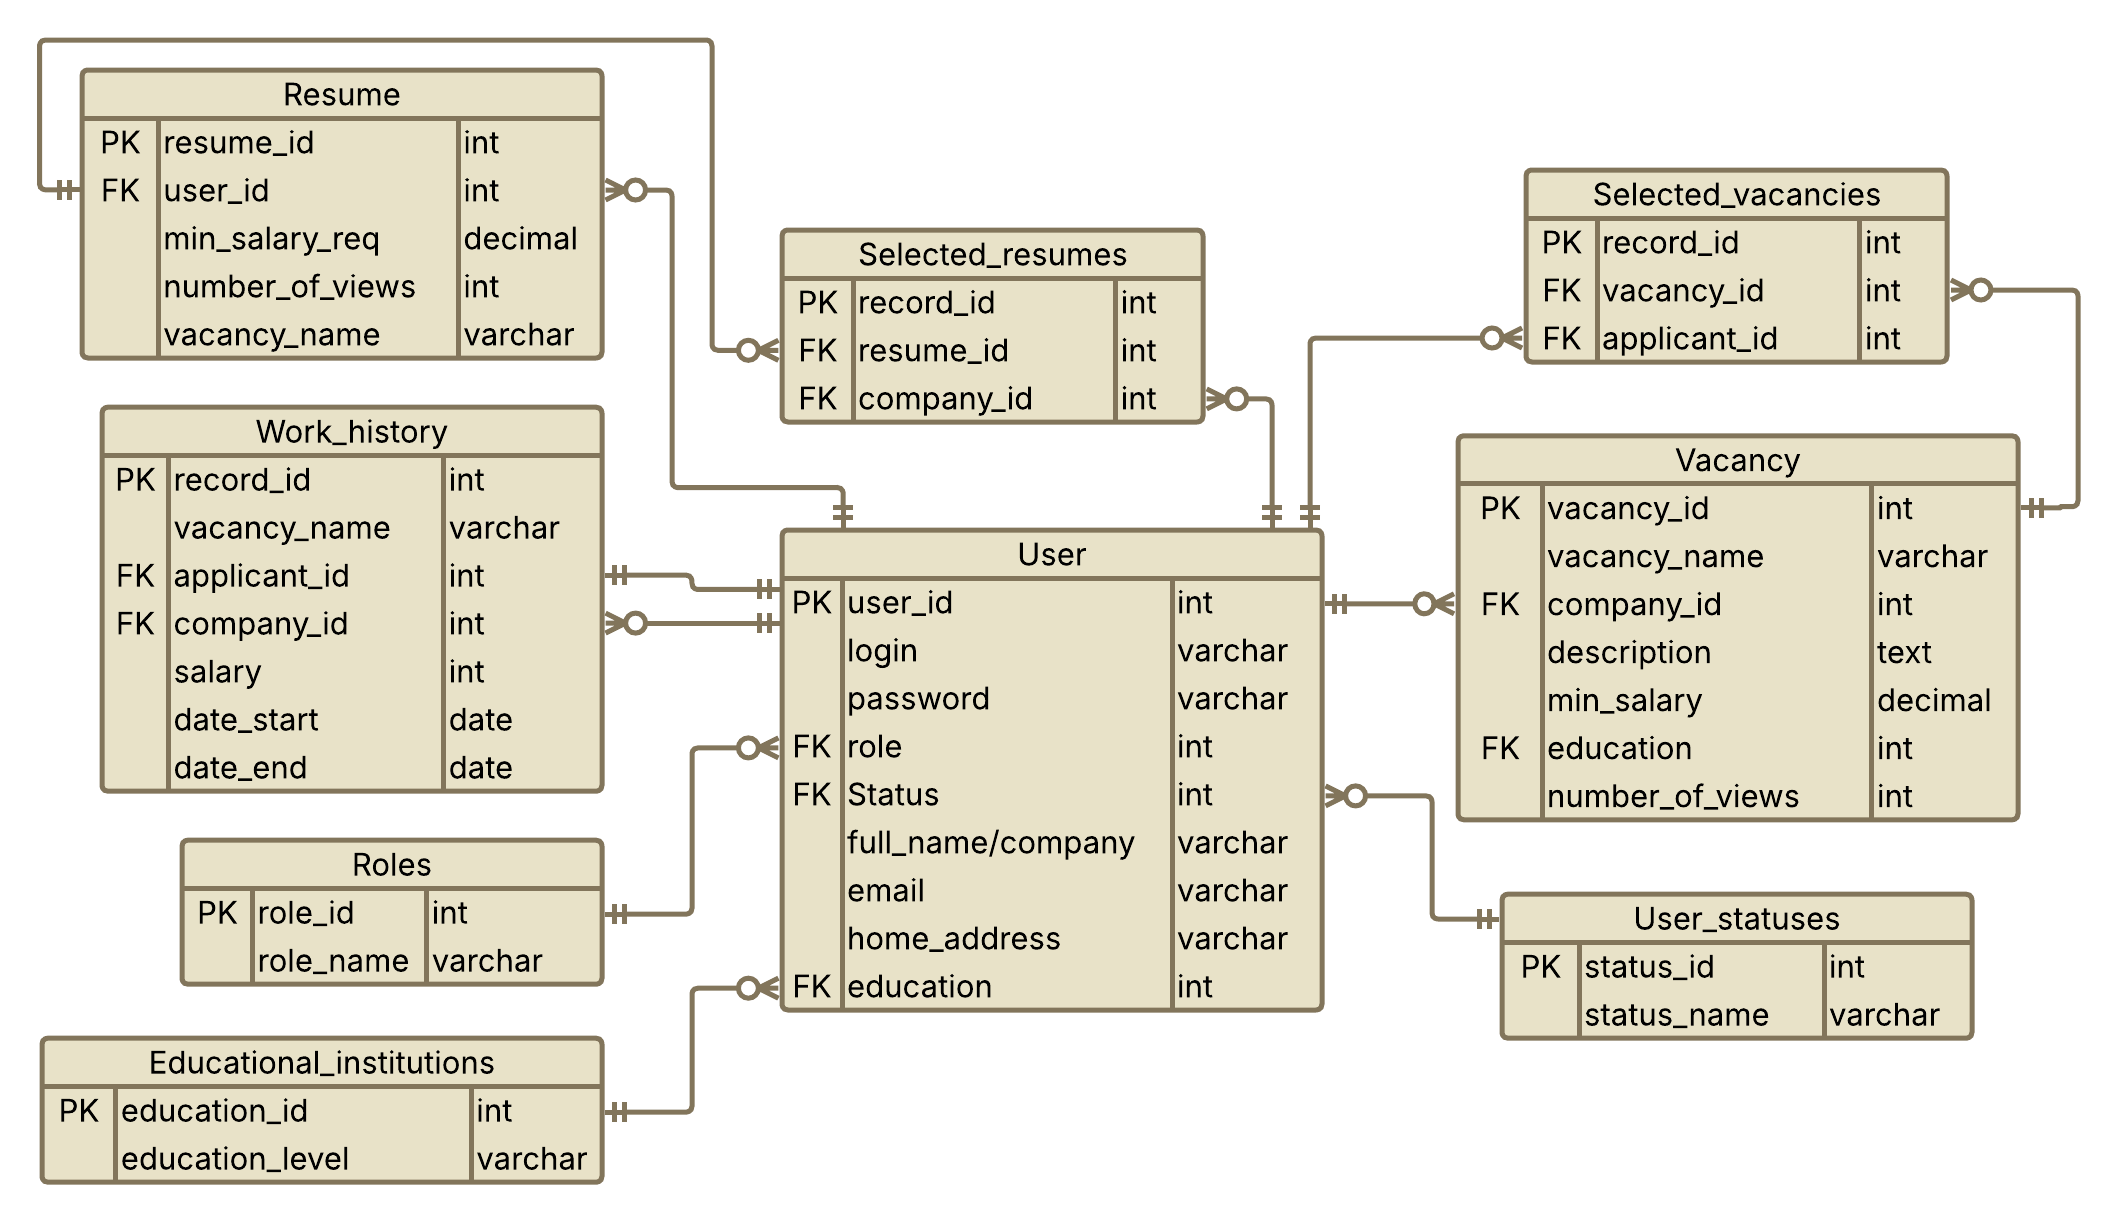 Resume
PK resume_id int
FK user_id int
min_salary_req decimal
number_of_views int
vacancy_name varchar
Selected_resumes
PK record_id int
FK resume_id int
FK company_id int
Selected_vacancies
PK record_id int
FK vacancy_id int
FK applicant_id int
Work_history
PK record_id int
vacancy_name varchar
FK applicant_id int
FK company_id int
salary int
date_start date
date_end date
User
PK user_id int
login varchar
password varchar
FK role int
FK Status int
full_name/company varchar
email varchar
home_address varchar
FK education int
Vacancy
PK vacancy_id int
vacancy_name varchar
FK company_id int
description text
min_salary decimal
FK education int
number_of_views int
Roles
PK role_id int
role_name varchar
User_statuses
PK status_id int
status_name varchar
Educational_institutions
PK education_id int
education_level varchar